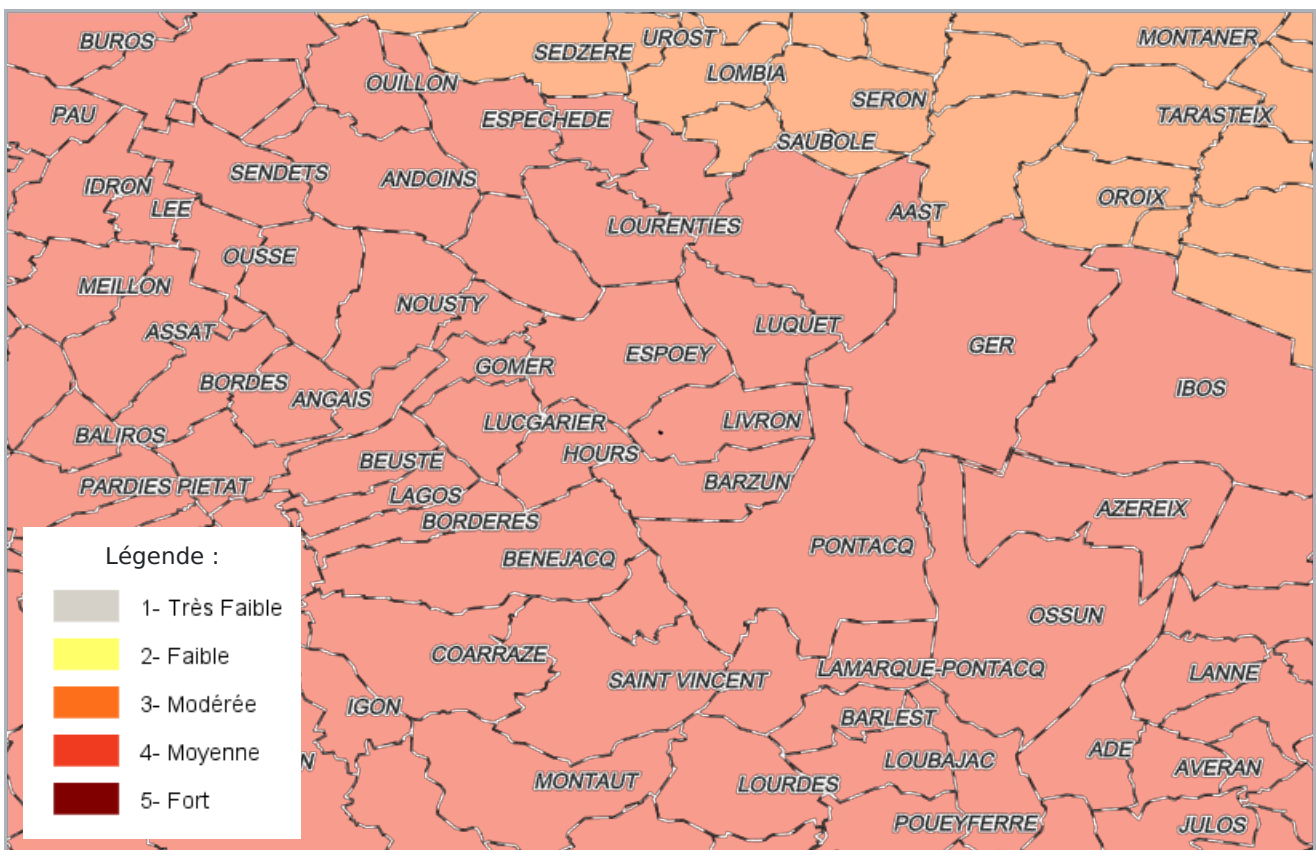 BUROS
SEDZERE
UROST
MONTANER
OUILLON
LOMBIA
SERON
PAU
ESPECHEDE
TARASTEIX
SAUBOLE
IDRON
SENDETS
ANDOINS
OROIX
LEE
LOURENTIES
AAST
OUSSE
MEILLON
NOUSTY
ASSAT
LUQUET
ESPOEY
GER
GOMER
BORDES
IBOS
ANGAIS
LUCGARIER
LIVRON
BALIROS
HOURS
BEUSTE
BARZUN
PARDIES PIETAT
LAGOS
AZEREIX
BORDERES
BENEJACQ
PONTACQ
Légende :
1- Très Faible
2- Faible
3- Modérée
4- Moyenne
5- Fort
OSSUN
COARRAZE
SAINT VINCENT
LAMARQUE-PONTACQ
LANNE
IGON
BARLEST
ADE
LOUBAJAC
AVERAN
N
MONTAUT
LOURDES
POUEYFERRE
JULOS